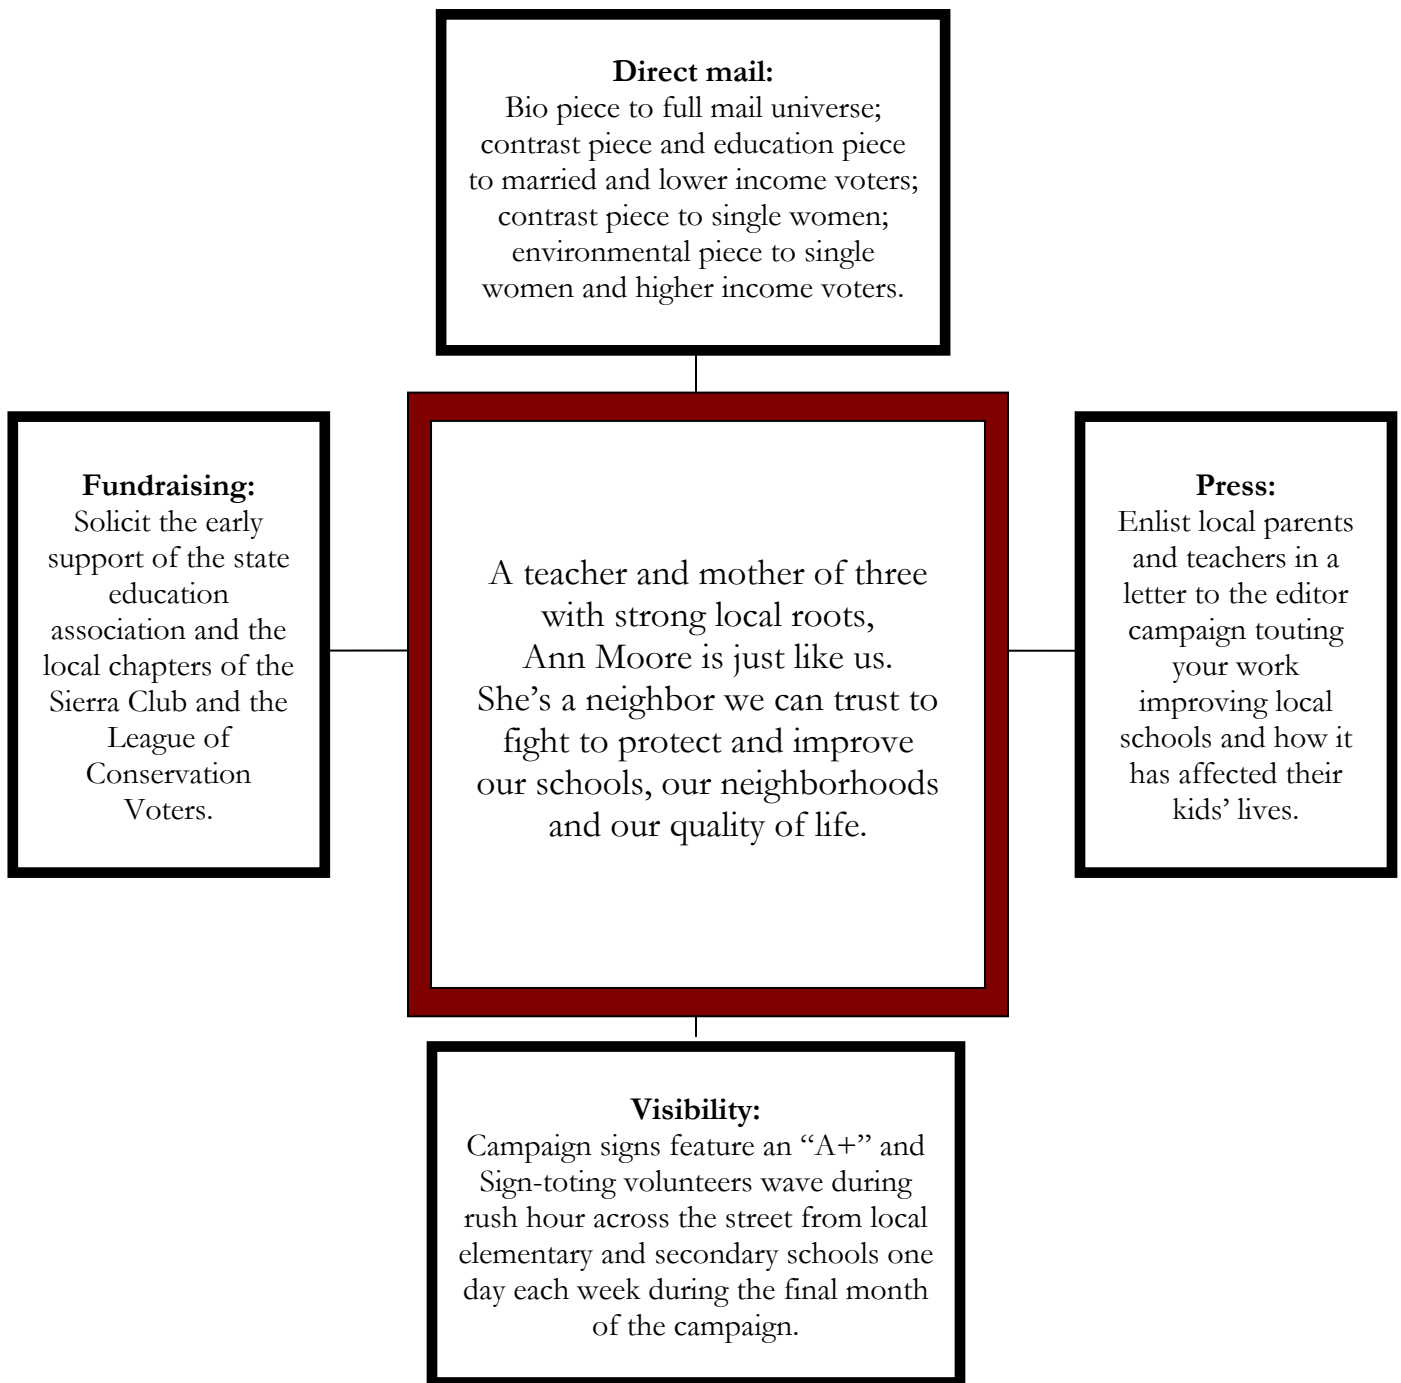 Direct mail:
Bio piece to full mail universe;
contrast piece and education piece
to married and lower income voters;
contrast piece to single women;
environmental piece to single
women and higher income voters.
Fundraising:
Solicit the early
support of the state
education
association and the
local chapters of the
Sierra Club and the
League of
Conservation
Voters.
A teacher and mother of three
with strong local roots,
Ann Moore is just like us.
She’s a neighbor we can trust to
fight to protect and improve
our schools, our neighborhoods
and our quality of life.
Press:
Enlist local parents
and teachers in a
letter to the editor
campaign touting
your work
improving local
schools and how it
has affected their
kids’ lives.
Visibility:
Campaign signs feature an “A+” and
Sign-toting volunteers wave during
rush hour across the street from local
elementary and secondary schools one
day each week during the final month
of the campaign.